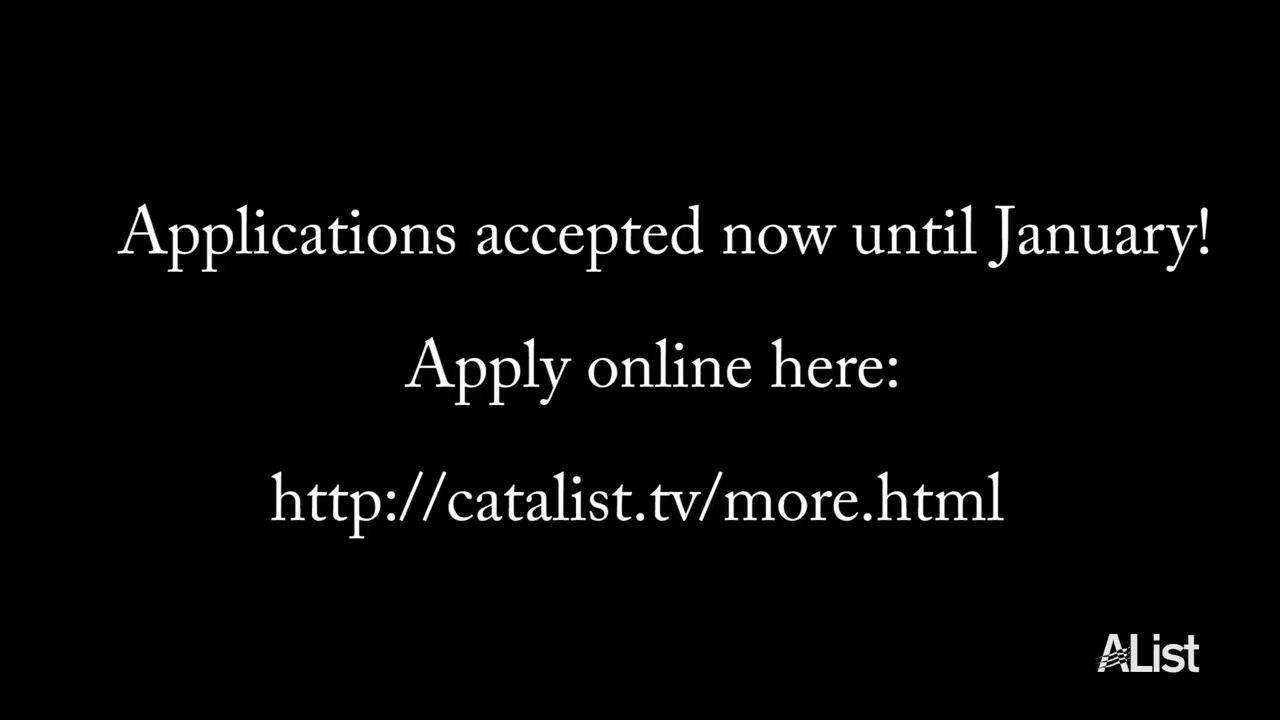 Applications accepted now until January!
Apply online here:
http://catalist.tv/more.html
AList